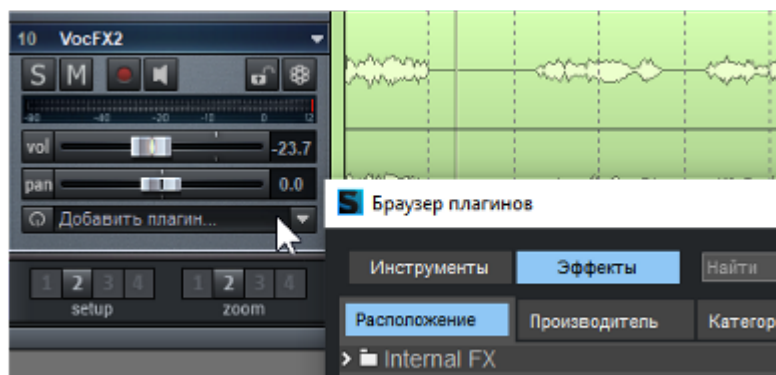 10 VocFX2
S M
-90 -40 -20 -10 0 12
vol -23.7
pan 0.0
Добавить плагин...
1 2 3 4 1 2 3 4
setup zoom
Браузер плагинов
Инструменты Эффекты Найти
Расположение Производитель Категор
Internal FX